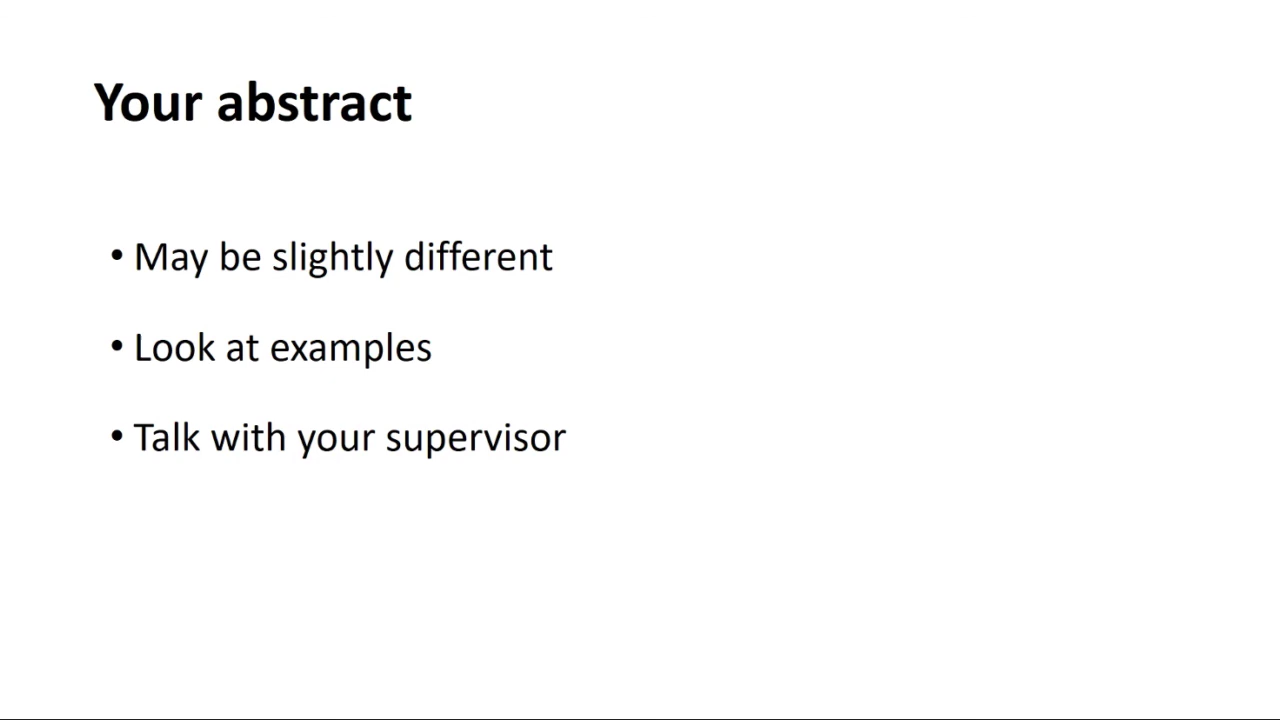 Your abstract
• May be slightly different
• Look at examples
• Talk with your supervisor